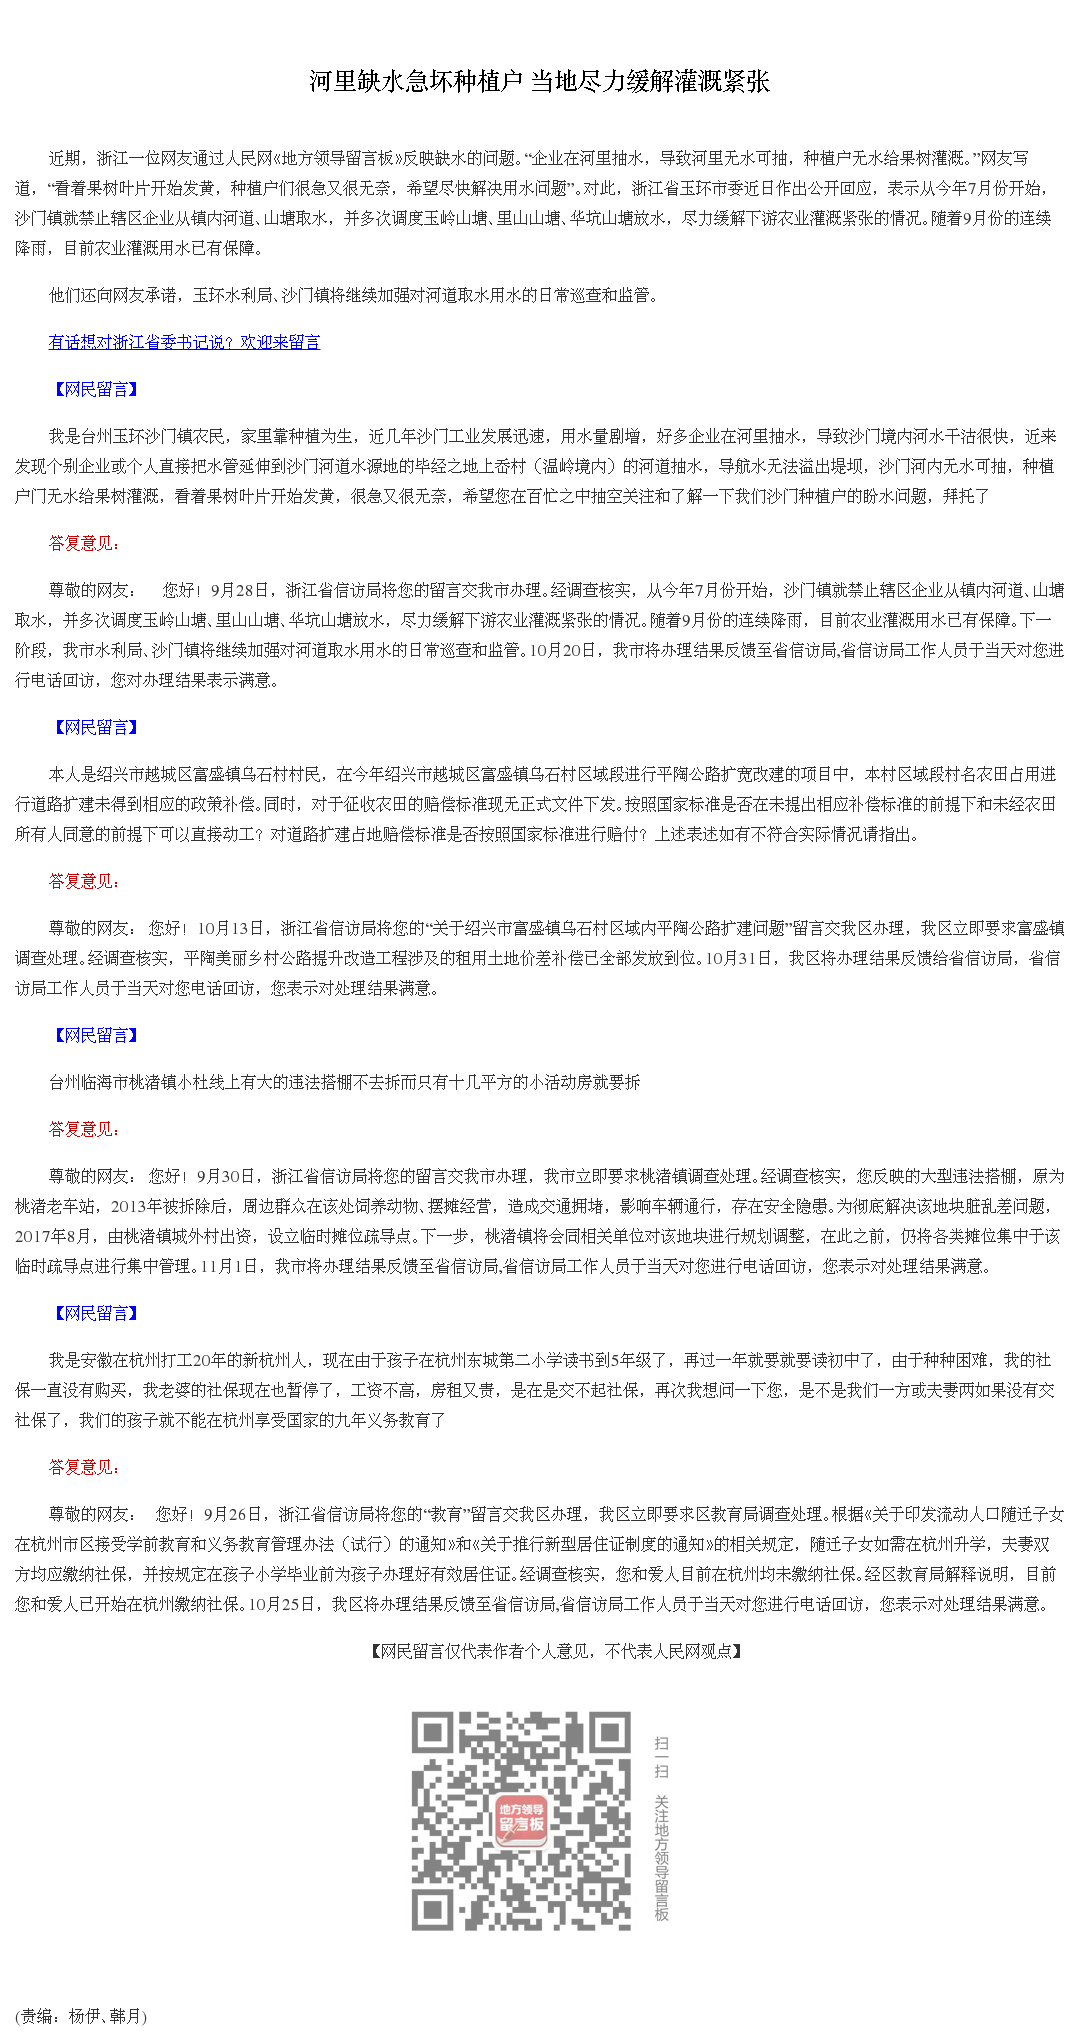 河里缺水急坏种植户 当地尽力缓解灌溉紧张
近期，浙江一位网友通过人民网《地方领导留言板》反映缺水的问题。“企业在河里抽水，导致河里无水可抽，种植户无水给果树灌溉。”网友写
道，“看着果树叶片开始发黄，种植户们很急又很无奈，希望尽快解决用水问题”。对此，浙江省玉环市委近日作出公开回应，表示从今年7月份开始，
沙门镇就禁止辖区企业从镇内河道、山塘取水，并多次调度玉岭山塘、里山山塘、华坑山塘放水，尽力缓解下游农业灌溉紧张的情况。随着9月份的连续
降雨，目前农业灌溉用水已有保障。
他们还向网友承诺，玉环水利局、沙门镇将继续加强对河道取水用水的日常巡查和监管。
有话想对浙江省委书记说？欢迎来留言
【网民留言】
我是台州玉环沙门镇农民，家里靠种植为生，近几年沙门工业发展迅速，用水量剧增，好多企业在河里抽水，导致沙门境内河水干沽很快，近来
发现个别企业或个人直接把水管延伸到沙门河道水源地的毕经之地上岙村（温岭境内）的河道抽水，导航水无法溢出堤坝，沙门河内无水可抽，种植
户门无水给果树灌溉，看着果树叶片开始发黄，很急又很无奈，希望您在百忙之中抽空关注和了解一下我们沙门种植户的盼水问题，拜托了
答复意见：
尊敬的网友： 您好！9月28日，浙江省信访局将您的留言交我市办理。经调查核实，从今年7月份开始，沙门镇就禁止辖区企业从镇内河道、山塘
取水，并多次调度玉岭山塘、里山山塘、华坑山塘放水，尽力缓解下游农业灌溉紧张的情况。随着9月份的连续降雨，目前农业灌溉用水已有保障。下一
阶段，我市水利局、沙门镇将继续加强对河道取水用水的日常巡查和监管。10月20日，我市将办理结果反馈至省信访局,省信访局工作人员于当天对您进
行电话回访，您对办理结果表示满意。
【网民留言】
本人是绍兴市越城区富盛镇乌石村村民，在今年绍兴市越城区富盛镇乌石村区域段进行平陶公路扩宽改建的项目中，本村区域段村名农田占用进
行道路扩建未得到相应的政策补偿。同时，对于征收农田的赔偿标准现无正式文件下发。按照国家标准是否在未提出相应补偿标准的前提下和未经农田
所有人同意的前提下可以直接动工？对道路扩建占地赔偿标准是否按照国家标准进行赔付？上述表述如有不符合实际情况请指出。
答复意见：
尊敬的网友： 您好！10月13日，浙江省信访局将您的“关于绍兴市富盛镇乌石村区域内平陶公路扩建问题”留言交我区办理，我区立即要求富盛镇
调查处理。经调查核实，平陶美丽乡村公路提升改造工程涉及的租用土地价差补偿已全部发放到位。10月31日，我区将办理结果反馈给省信访局，省信
访局工作人员于当天对您电话回访，您表示对处理结果满意。
【网民留言】
台州临海市桃渚镇小杜线上有大的违法搭棚不去拆而只有十几平方的小活动房就要拆
答复意见：
尊敬的网友： 您好！9月30日，浙江省信访局将您的留言交我市办理，我市立即要求桃渚镇调查处理。经调查核实，您反映的大型违法搭棚，原为
桃渚老车站，2013年被拆除后，周边群众在该处饲养动物、摆摊经营，造成交通拥堵，影响车辆通行，存在安全隐患。为彻底解决该地块脏乱差问题，
2017年8月，由桃渚镇城外村出资，设立临时摊位疏导点。下一步，桃渚镇将会同相关单位对该地块进行规划调整，在此之前，仍将各类摊位集中于该
临时疏导点进行集中管理。11月1日，我市将办理结果反馈至省信访局,省信访局工作人员于当天对您进行电话回访，您表示对处理结果满意。
【网民留言】
我是安徽在杭州打工20年的新杭州人，现在由于孩子在杭州东城第二小学读书到5年级了，再过一年就要就要读初中了，由于种种困难，我的社
保一直没有购买，我老婆的社保现在也暂停了，工资不高，房租又贵，是在是交不起社保，再次我想问一下您，是不是我们一方或夫妻两如果没有交
社保了，我们的孩子就不能在杭州享受国家的九年义务教育了
答复意见：
尊敬的网友： 您好！9月26日，浙江省信访局将您的“教育”留言交我区办理，我区立即要求区教育局调查处理。根据《关于印发流动人口随迁子女
在杭州市区接受学前教育和义务教育管理办法（试行）的通知》和《关于推行新型居住证制度的通知》的相关规定，随迁子女如需在杭州升学，夫妻双
方均应缴纳社保，并按规定在孩子小学毕业前为孩子办理好有效居住证。经调查核实，您和爱人目前在杭州均未缴纳社保。经区教育局解释说明，目前
您和爱人已开始在杭州缴纳社保。10月25日，我区将办理结果反馈至省信访局,省信访局工作人员于当天对您进行电话回访，您表示对处理结果满意。
【网民留言仅代表作者个人意见，不代表人民网观点】
地方领导
留言板
扫一扫 关注地方领导留言板
(责编：杨伊、韩月)